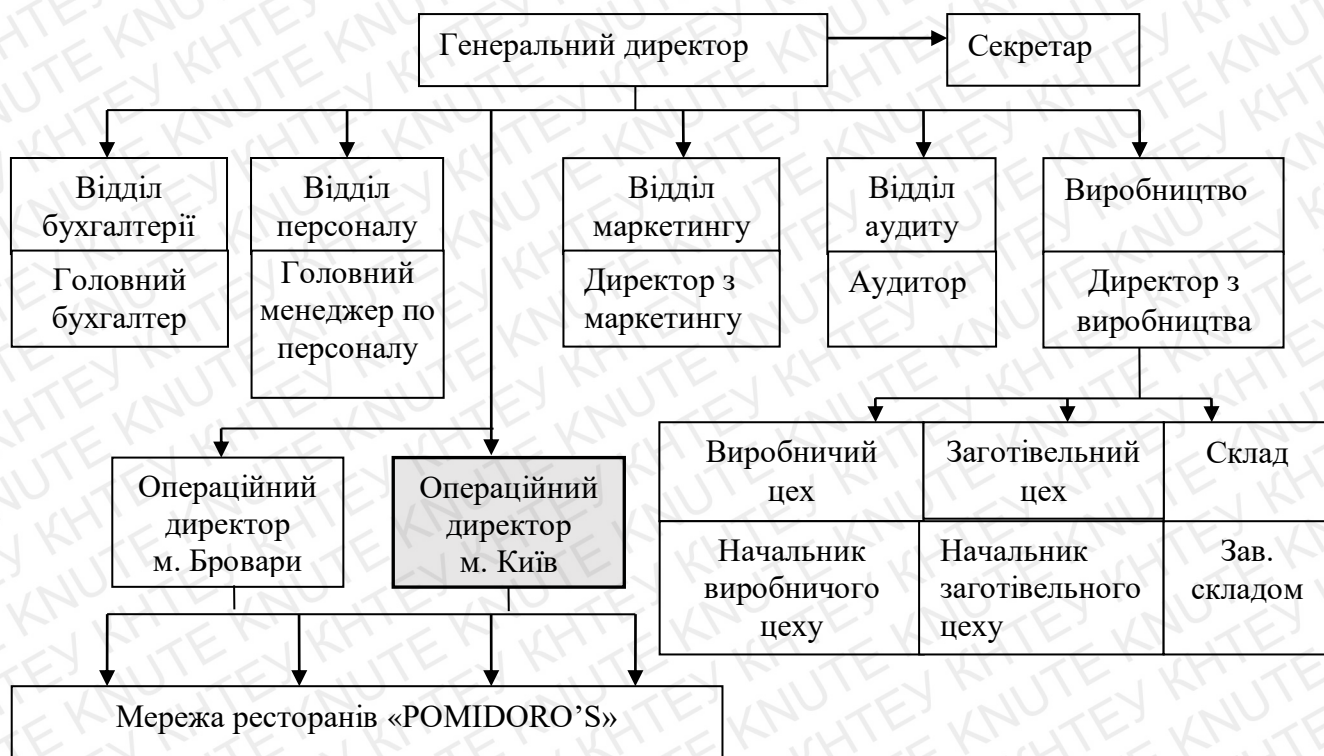 Генеральний директор
Секретар
Відділ
бухгалтерії
Головний
бухгалтер
Відділ
персоналу
Головний
менеджер по
персоналу
Відділ
маркетингу
Директор з
маркетингу
Відділ
аудиту
Аудитор
Виробництво
Директор з
виробництва
Операційний
директор
м. Бровари
Операційний
директор
м. Київ
Виробничий
цех
Начальник
виробничого
цеху
Заготівельний
цех
Начальник
заготівельного
цеху
Склад
Зав.
складом
Мережа ресторанів «POMIDORO’S»